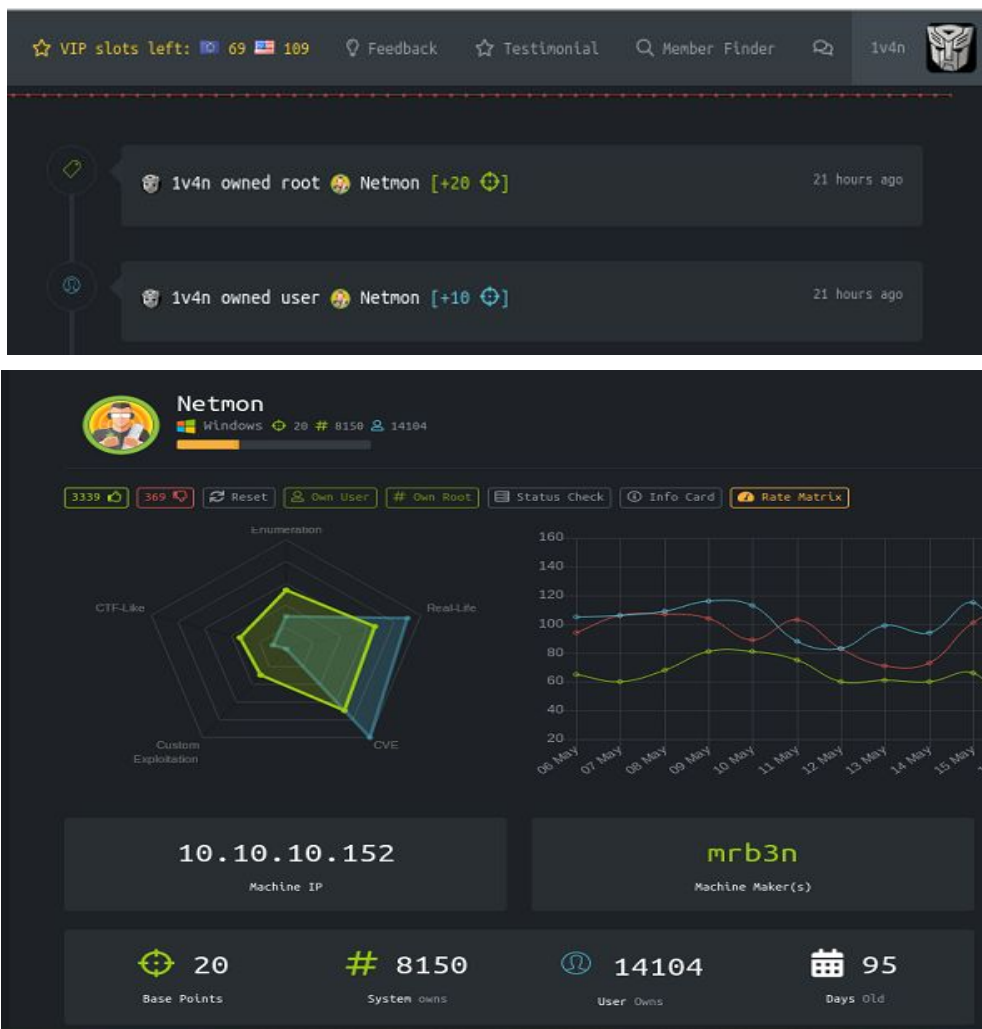 VIP slots left: 69 109 Feedback Testimonial Member Finder 1v4n
1v4n owned root Netmon [+20 ] 21 hours ago
1v4n owned user Netmon [+10 ] 21 hours ago
Netmon
Windows 20 # 8150 14104
3339 369 Reset Own User # Own Root Status Check Info Card Rate Matrix
Enumeration
CTF-Like
Real-Life
Custom
Exploitation
CVE
160
140
120
100
80
60
40
20
06 May 07 May 08 May 09 May 10 May 11 May 12 May 13 May 14 May 15 May
10.10.10.152
Machine IP
mrb3n
Machine Maker(s)
20
Base Points
# 8150
System owns
14104
User Owns
95
Days Old